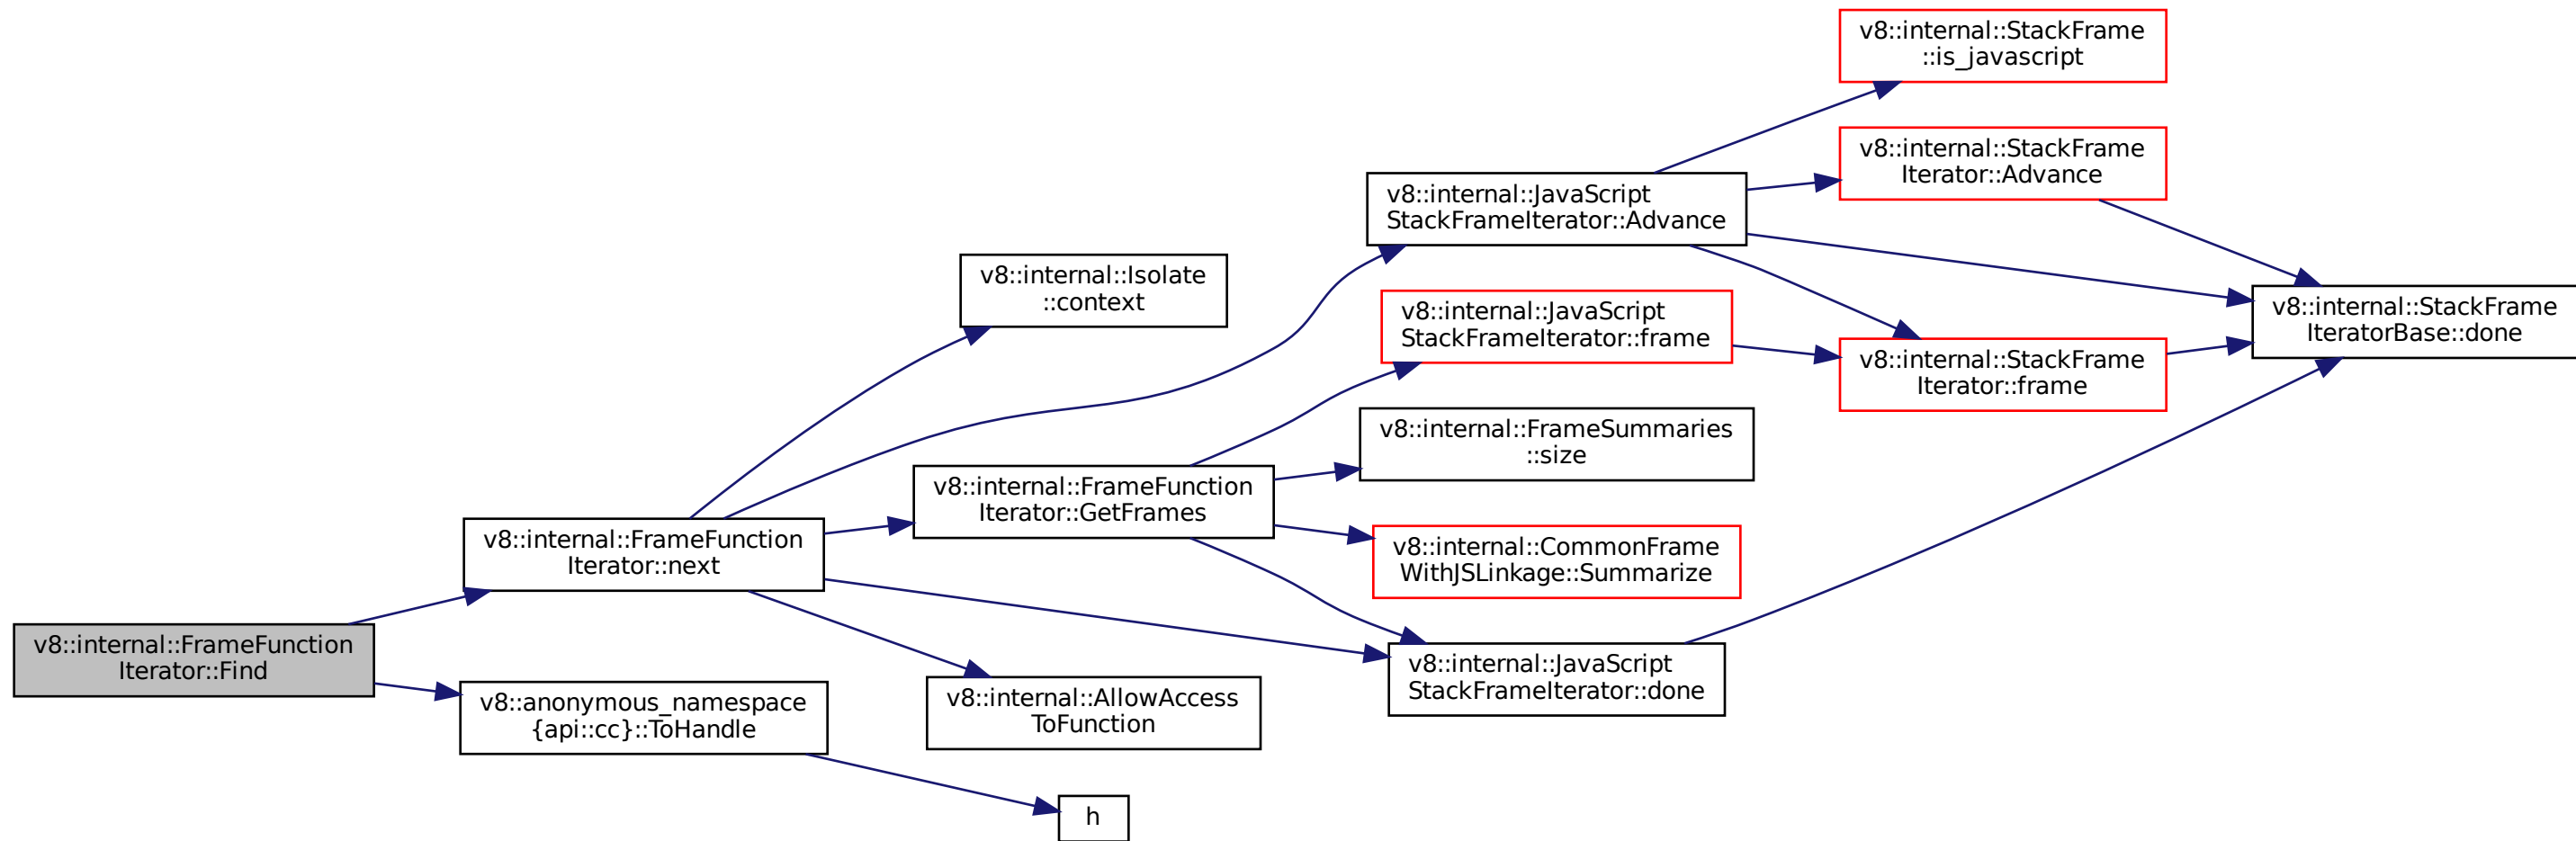 v8::internal::FrameFunction
Iterator::Find
v8::internal::FrameFunction
Iterator::next
v8::anonymous_namespace
{api::cc}::ToHandle
v8::internal::Isolate
::context
v8::internal::FrameFunction
Iterator::GetFrames
v8::internal::AllowAccess
ToFunction
h
v8::internal::JavaScript
StackFrameIterator::Advance
v8::internal::JavaScript
StackFrameIterator::frame
v8::internal::FrameSummaries
::size
v8::internal::CommonFrame
WithJSLinkage::Summarize
v8::internal::JavaScript
StackFrameIterator::done
v8::internal::StackFrame
::is_javascript
v8::internal::StackFrame
Iterator::Advance
v8::internal::StackFrame
Iterator::frame
v8::internal::StackFrame
IteratorBase::done